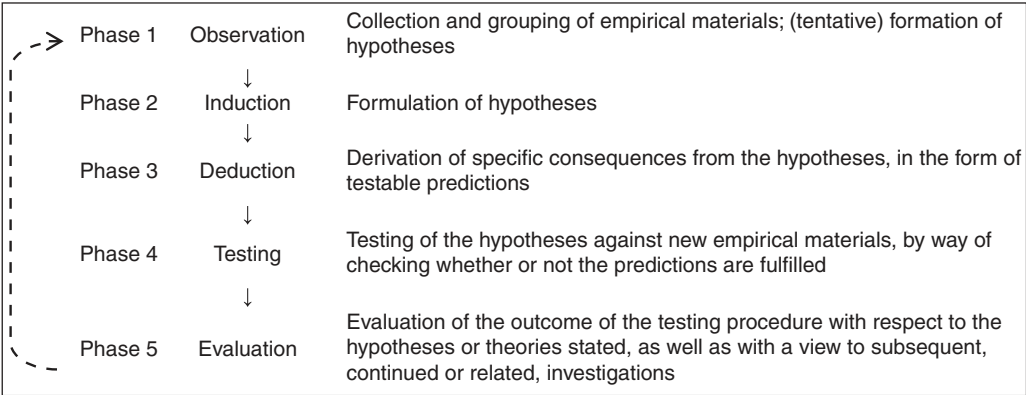 Phase 1 Observation Collection and grouping of empirical materials; (tentative) formation of
hypotheses
↓
Phase 2 Induction Formulation of hypotheses
↓
Phase 3 Deduction Derivation of specific consequences from the hypotheses, in the form of
testable predictions
↓
Phase 4 Testing Testing of the hypotheses against new empirical materials, by way of
checking whether or not the predictions are fulfilled
↓
Phase 5 Evaluation Evaluation of the outcome of the testing procedure with respect to the
hypotheses or theories stated, as well as with a view to subsequent,
continued or related, investigations